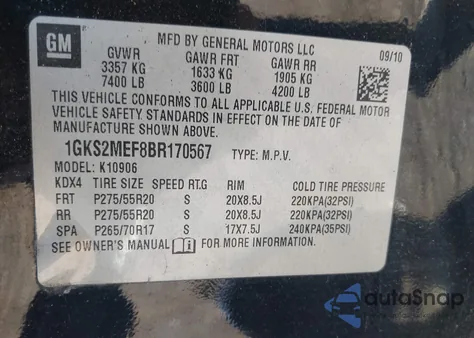 GM
MFD BY GENERAL MOTORS LLC
09/10
GVWR GAWR FRT GAWR RR
3357 KG 1633 KG 1905 KG
7400 LB 3600 LB 4200 LB
THIS VEHICLE CONFORMS TO ALL APPLICABLE U.S. FEDERAL MOTOR
VEHICLE SAFETY STANDARDS IN EFFECT ON THE DATE OF
MANUFACTURE SHOWN ABOVE.
1GKS2MEF8BR170567 TYPE: M.P.V.
MODEL: K10906
KDX4 TIRE SIZE SPEED RT.G RIM COLD TIRE PRESSURE
FRT P275/55R20 S 20X8.5J 220KPA(32PSI)
RR P275/55R20 S 20X8.5J 220KPA(32PSI)
SPA P265/70R17 S 17X7.5J 240KPA(35PSI)
SEE OWNER'S MANUAL FOR MORE INFORMATION.
autoSnap